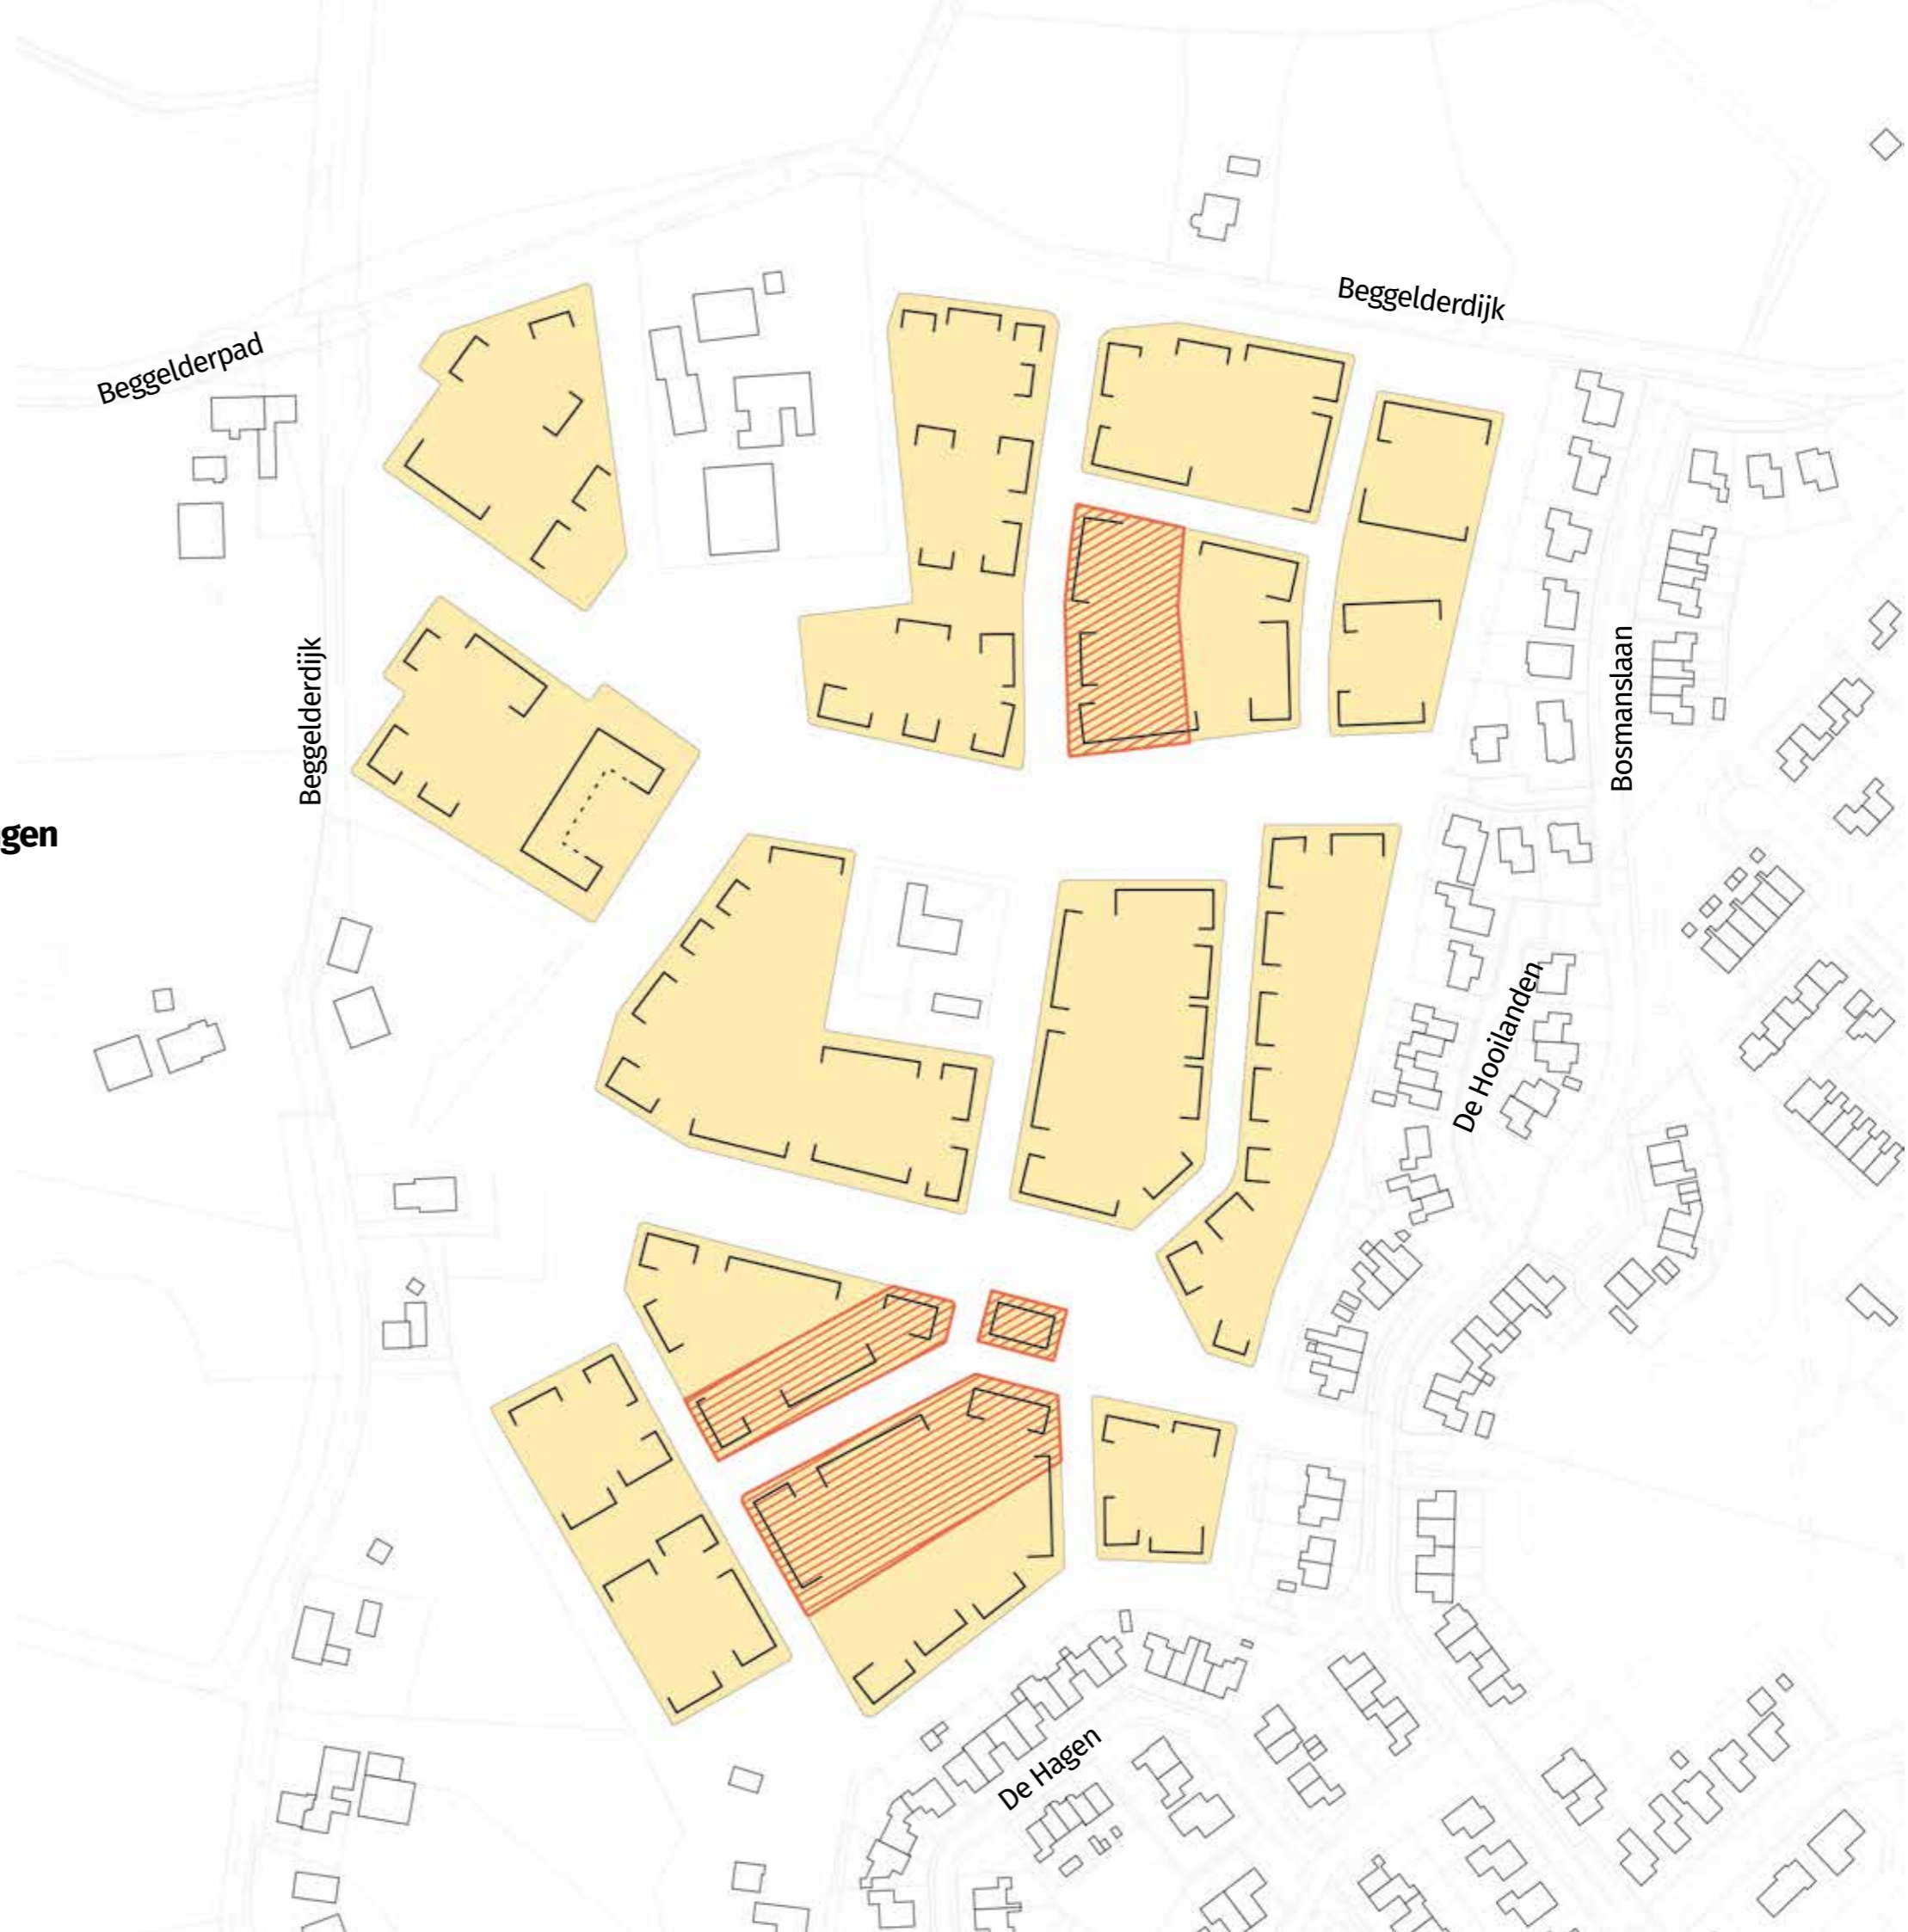 Beggelderdijk
Beggelderpad
Beggelderdijk
Bosmanslaan
gen
De Hooilanden
De Hagen